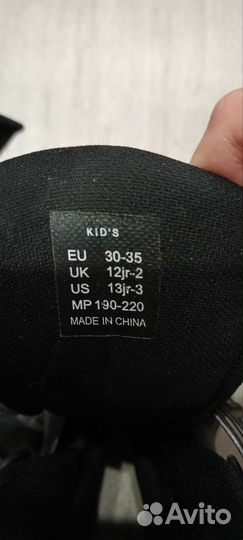 KID'S
EU 30-35
UK 12jr-2
US 13jr-3
MP 190-220
MADE IN CHINA
Avito